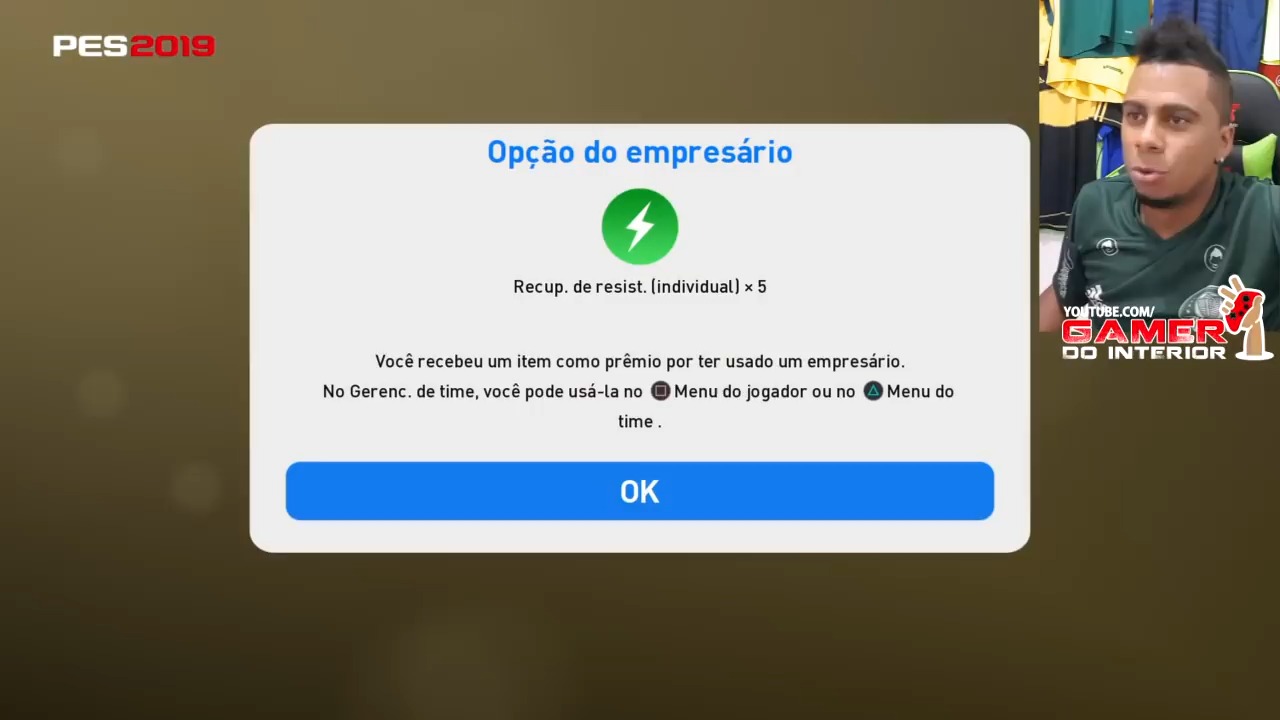 PES2019
Opção do empresário
Recup. de resist. (individual) × 5
Você recebeu um item como prêmio por ter usado um empresário.
No Gerenc. de time, você pode usá-la no Menu do jogador ou no Menu do
time .
OK
YOUTUBE.COM/
GAMER
DO INTERIOR